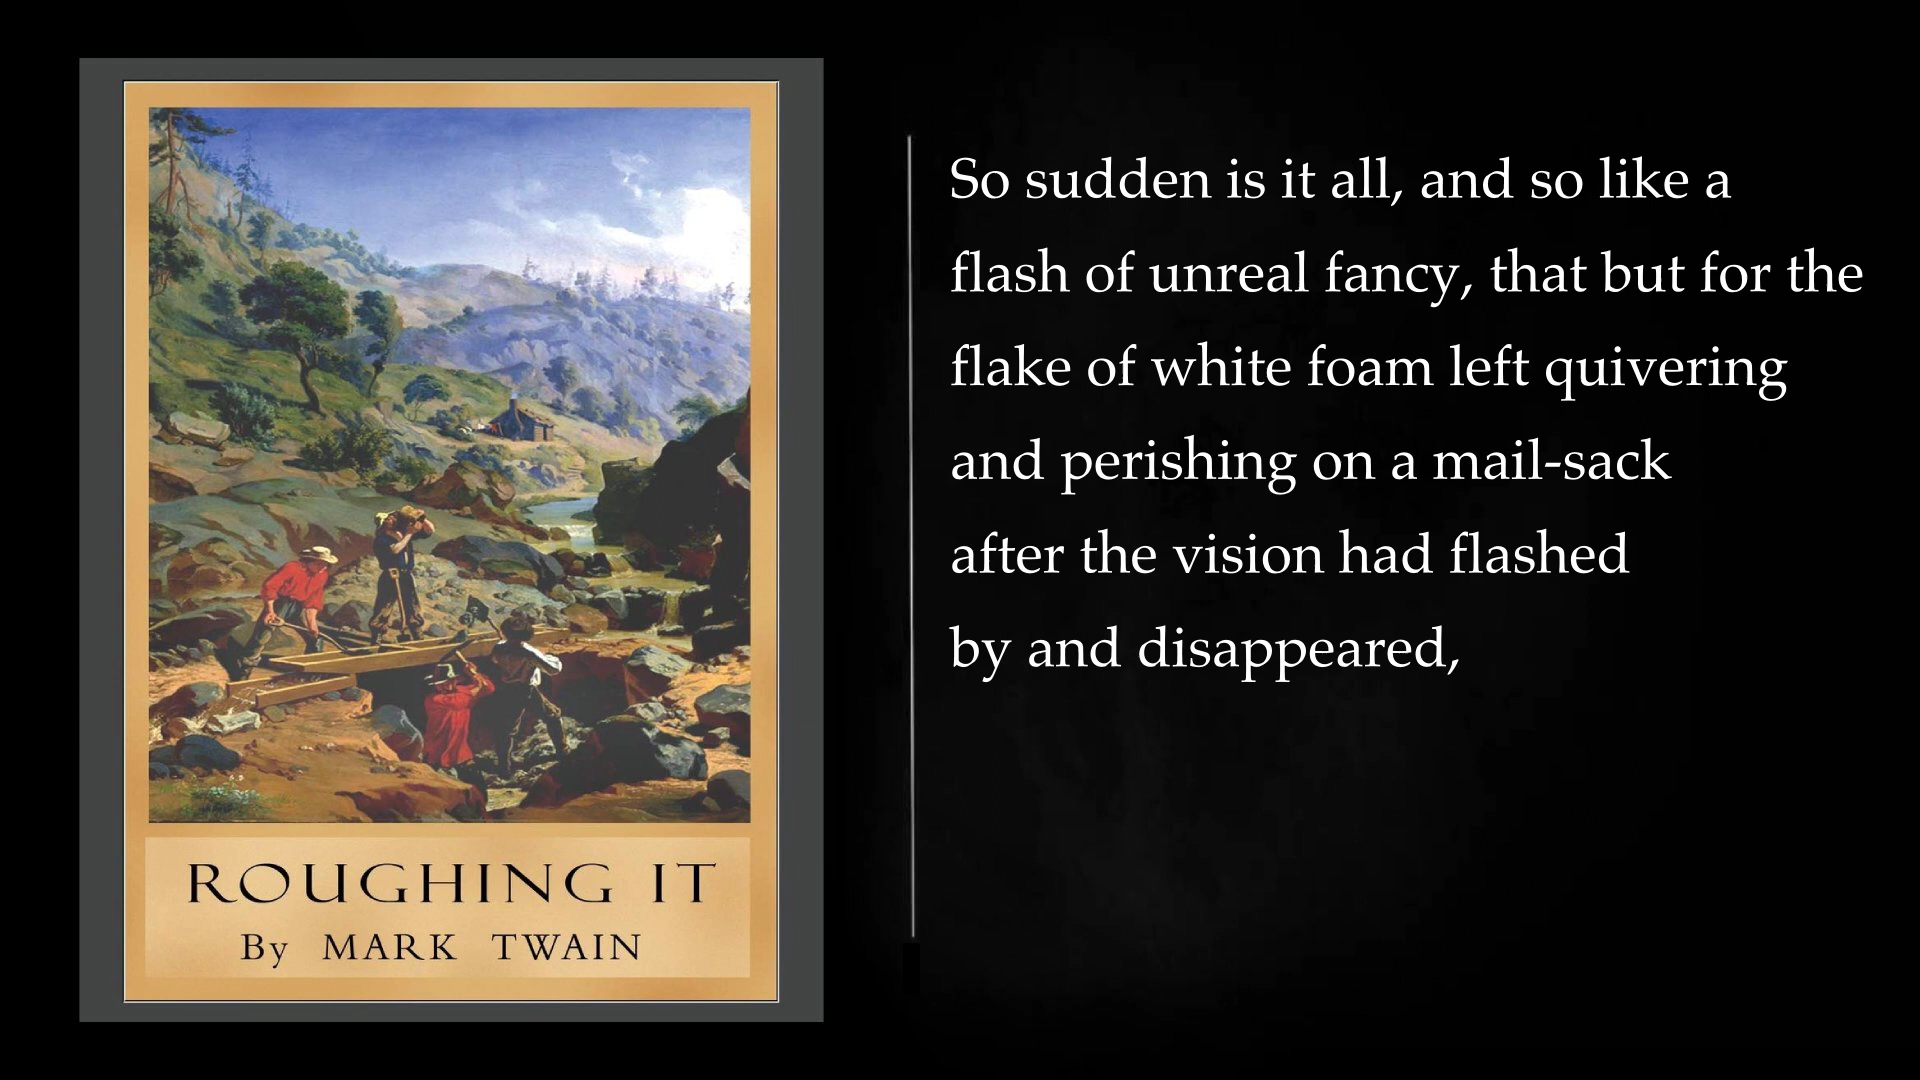 ROUGHING IT
By MARK TWAIN
So sudden is it all, and so like a
flash of unreal fancy, that but for the
flake of white foam left quivering
and perishing on a mail-sack
after the vision had flashed
by and disappeared,